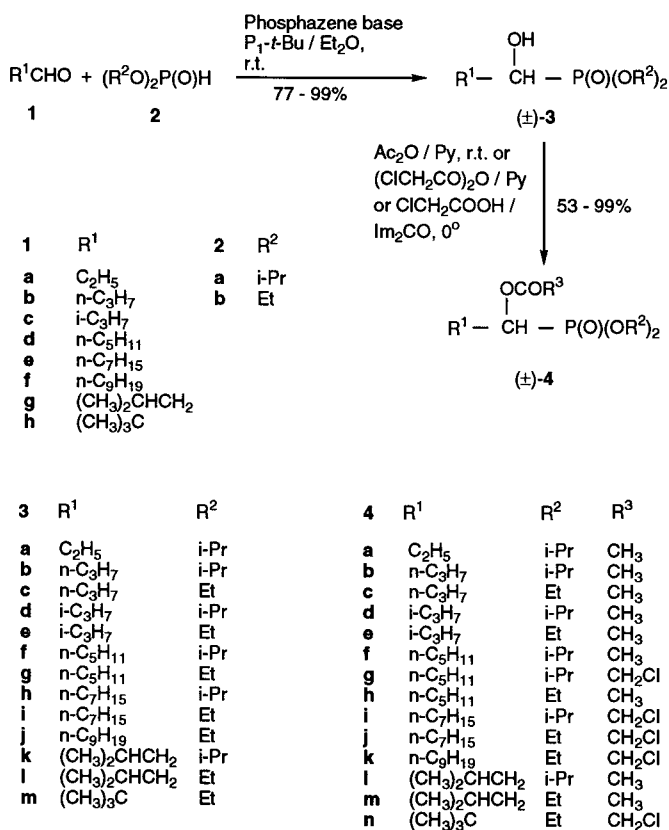 Phosphazene base
P₁-t-Bu / Et₂O,
r.t.
R¹CHO + (R²O)₂P(O)H
77 - 99%
OH
R¹ – CH – P(O)(OR²)₂
1 2
(±)-3
Ac₂O / Py, r.t. or
(ClCH₂CO)₂O / Py
or ClCH₂COOH /
Im₂CO, 0°
53 - 99%
OCOR³
R¹ – CH – P(O)(OR²)₂
(±)-4
1 R¹ 2 R²
a C₂H₅ a i-Pr
b n-C₃H₇ b Et
c i-C₃H₇
d n-C₅H₁₁
e n-C₇H₁₅
f n-C₉H₁₉
g (CH₃)₂CHCH₂
h (CH₃)₃C
3 R¹ R² 4 R¹ R² R³
a C₂H₅ i-Pr a C₂H₅ i-Pr CH₃
b n-C₃H₇ i-Pr b n-C₃H₇ i-Pr CH₃
c n-C₃H₇ Et c n-C₃H₇ Et CH₃
d i-C₃H₇ i-Pr d i-C₃H₇ i-Pr CH₃
e i-C₃H₇ Et e i-C₃H₇ Et CH₃
f n-C₅H₁₁ i-Pr f n-C₅H₁₁ i-Pr CH₃
g n-C₅H₁₁ Et g n-C₅H₁₁ i-Pr CH₂Cl
h n-C₇H₁₅ i-Pr h n-C₅H₁₁ Et CH₃
i n-C₇H₁₅ Et i n-C₇H₁₅ i-Pr CH₂Cl
j n-C₉H₁₉ Et j n-C₇H₁₅ Et CH₂Cl
k (CH₃)₂CHCH₂ i-Pr k n-C₉H₁₉ Et CH₂Cl
l (CH₃)₂CHCH₂ Et l (CH₃)₂CHCH₂ i-Pr CH₃
m (CH₃)₃C Et m (CH₃)₂CHCH₂ Et CH₃
n (CH₃)₃C Et CH₂Cl